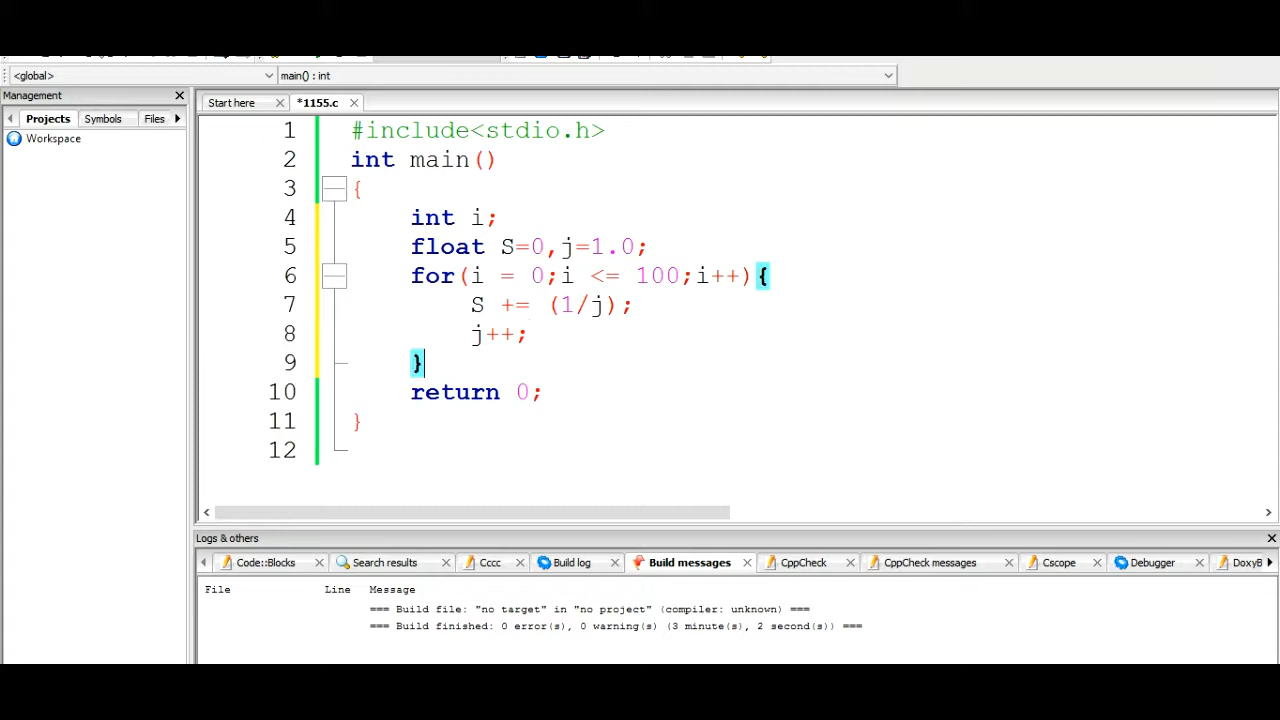 <global>
main() : int
Management
Start here
*1155.c
Projects
Symbols
Files
Workspace
1 #include<stdio.h>
2 int main()
3 {
4 int i;
5 float S=0,j=1.0;
6 for(i = 0;i <= 100;i++){
7 S += (1/j);
8 j++;
9 }
10 return 0;
11 }
12
Logs & others
Code::Blocks
Search results
Cccc
Build log
Build messages
CppCheck
CppCheck messages
Cscope
Debugger
DoxyB
File Line Message
=== Build file: "no target" in "no project" (compiler: unknown) ===
=== Build finished: 0 error(s), 0 warning(s) (3 minute(s), 2 second(s)) ===